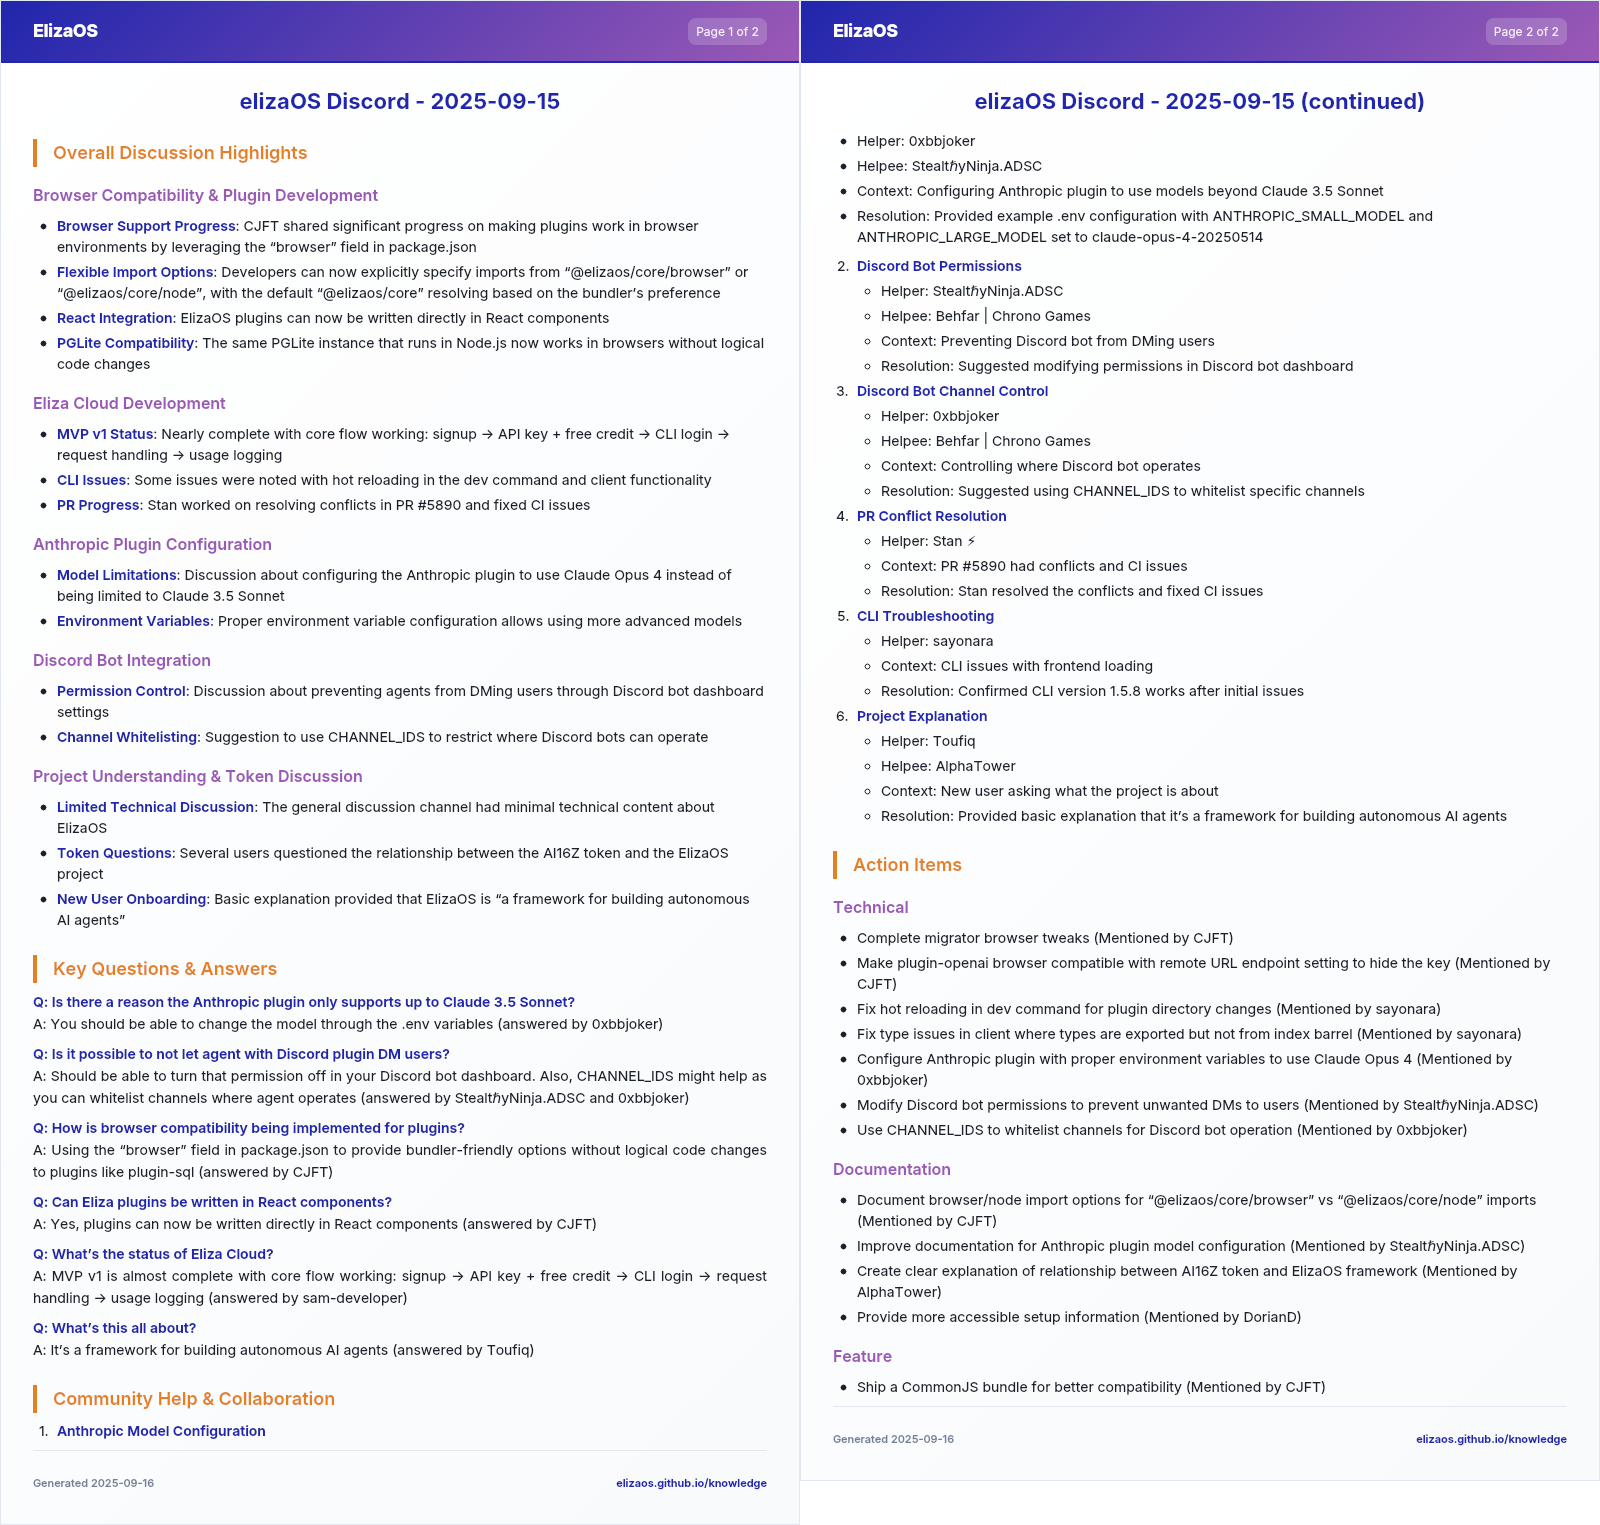 ElizaOS
Page 1 of 2
elizaOS Discord - 2025-09-15
Overall Discussion Highlights
Browser Compatibility & Plugin Development
• Browser Support Progress: CJFT shared significant progress on making plugins work in browser
environments by leveraging the “browser” field in package.json
• Flexible Import Options: Developers can now explicitly specify imports from “@elizaos/core/browser” or
“@elizaos/core/node”, with the default “@elizaos/core” resolving based on the bundler’s preference
• React Integration: ElizaOS plugins can now be written directly in React components
• PGLite Compatibility: The same PGLite instance that runs in Node.js now works in browsers without logical
code changes
Eliza Cloud Development
• MVP v1 Status: Nearly complete with core flow working: signup → API key + free credit → CLI login →
request handling → usage logging
• CLI Issues: Some issues were noted with hot reloading in the dev command and client functionality
• PR Progress: Stan worked on resolving conflicts in PR #5890 and fixed CI issues
Anthropic Plugin Configuration
• Model Limitations: Discussion about configuring the Anthropic plugin to use Claude Opus 4 instead of
being limited to Claude 3.5 Sonnet
• Environment Variables: Proper environment variable configuration allows using more advanced models
Discord Bot Integration
• Permission Control: Discussion about preventing agents from DMing users through Discord bot dashboard
settings
• Channel Whitelisting: Suggestion to use CHANNEL_IDS to restrict where Discord bots can operate
Project Understanding & Token Discussion
• Limited Technical Discussion: The general discussion channel had minimal technical content about
ElizaOS
• Token Questions: Several users questioned the relationship between the AI16Z token and the ElizaOS
project
• New User Onboarding: Basic explanation provided that ElizaOS is “a framework for building autonomous
AI agents”
Key Questions & Answers
Q: Is there a reason the Anthropic plugin only supports up to Claude 3.5 Sonnet?
A: You should be able to change the model through the .env variables (answered by 0xbbjoker)
Q: Is it possible to not let agent with Discord plugin DM users?
A: Should be able to turn that permission off in your Discord bot dashboard. Also, CHANNEL_IDS might help as
you can whitelist channels where agent operates (answered by StealtℏyNinja.ADSC and 0xbbjoker)
Q: How is browser compatibility being implemented for plugins?
A: Using the “browser” field in package.json to provide bundler-friendly options without logical code changes
to plugins like plugin-sql (answered by CJFT)
Q: Can Eliza plugins be written in React components?
A: Yes, plugins can now be written directly in React components (answered by CJFT)
Q: What’s the status of Eliza Cloud?
A: MVP v1 is almost complete with core flow working: signup → API key + free credit → CLI login → request
handling → usage logging (answered by sam-developer)
Q: What’s this all about?
A: It’s a framework for building autonomous AI agents (answered by Toufiq)
Community Help & Collaboration
1. Anthropic Model Configuration
Generated 2025-09-16
elizaos.github.io/knowledge
ElizaOS
Page 2 of 2
elizaOS Discord - 2025-09-15 (continued)
• Helper: 0xbbjoker
• Helpee: StealtℏyNinja.ADSC
• Context: Configuring Anthropic plugin to use models beyond Claude 3.5 Sonnet
• Resolution: Provided example .env configuration with ANTHROPIC_SMALL_MODEL and
ANTHROPIC_LARGE_MODEL set to claude-opus-4-20250514
2. Discord Bot Permissions
◦ Helper: StealtℏyNinja.ADSC
◦ Helpee: Behfar | Chrono Games
◦ Context: Preventing Discord bot from DMing users
◦ Resolution: Suggested modifying permissions in Discord bot dashboard
3. Discord Bot Channel Control
◦ Helper: 0xbbjoker
◦ Helpee: Behfar | Chrono Games
◦ Context: Controlling where Discord bot operates
◦ Resolution: Suggested using CHANNEL_IDS to whitelist specific channels
4. PR Conflict Resolution
◦ Helper: Stan ⚡
◦ Context: PR #5890 had conflicts and CI issues
◦ Resolution: Stan resolved the conflicts and fixed CI issues
5. CLI Troubleshooting
◦ Helper: sayonara
◦ Context: CLI issues with frontend loading
◦ Resolution: Confirmed CLI version 1.5.8 works after initial issues
6. Project Explanation
◦ Helper: Toufiq
◦ Helpee: AlphaTower
◦ Context: New user asking what the project is about
◦ Resolution: Provided basic explanation that it’s a framework for building autonomous AI agents
Action Items
Technical
• Complete migrator browser tweaks (Mentioned by CJFT)
• Make plugin-openai browser compatible with remote URL endpoint setting to hide the key (Mentioned by
CJFT)
• Fix hot reloading in dev command for plugin directory changes (Mentioned by sayonara)
• Fix type issues in client where types are exported but not from index barrel (Mentioned by sayonara)
• Configure Anthropic plugin with proper environment variables to use Claude Opus 4 (Mentioned by
0xbbjoker)
• Modify Discord bot permissions to prevent unwanted DMs to users (Mentioned by StealtℏyNinja.ADSC)
• Use CHANNEL_IDS to whitelist channels for Discord bot operation (Mentioned by 0xbbjoker)
Documentation
• Document browser/node import options for “@elizaos/core/browser” vs “@elizaos/core/node” imports
(Mentioned by CJFT)
• Improve documentation for Anthropic plugin model configuration (Mentioned by StealtℏyNinja.ADSC)
• Create clear explanation of relationship between AI16Z token and ElizaOS framework (Mentioned by
AlphaTower)
• Provide more accessible setup information (Mentioned by DorianD)
Feature
• Ship a CommonJS bundle for better compatibility (Mentioned by CJFT)
Generated 2025-09-16
elizaos.github.io/knowledge